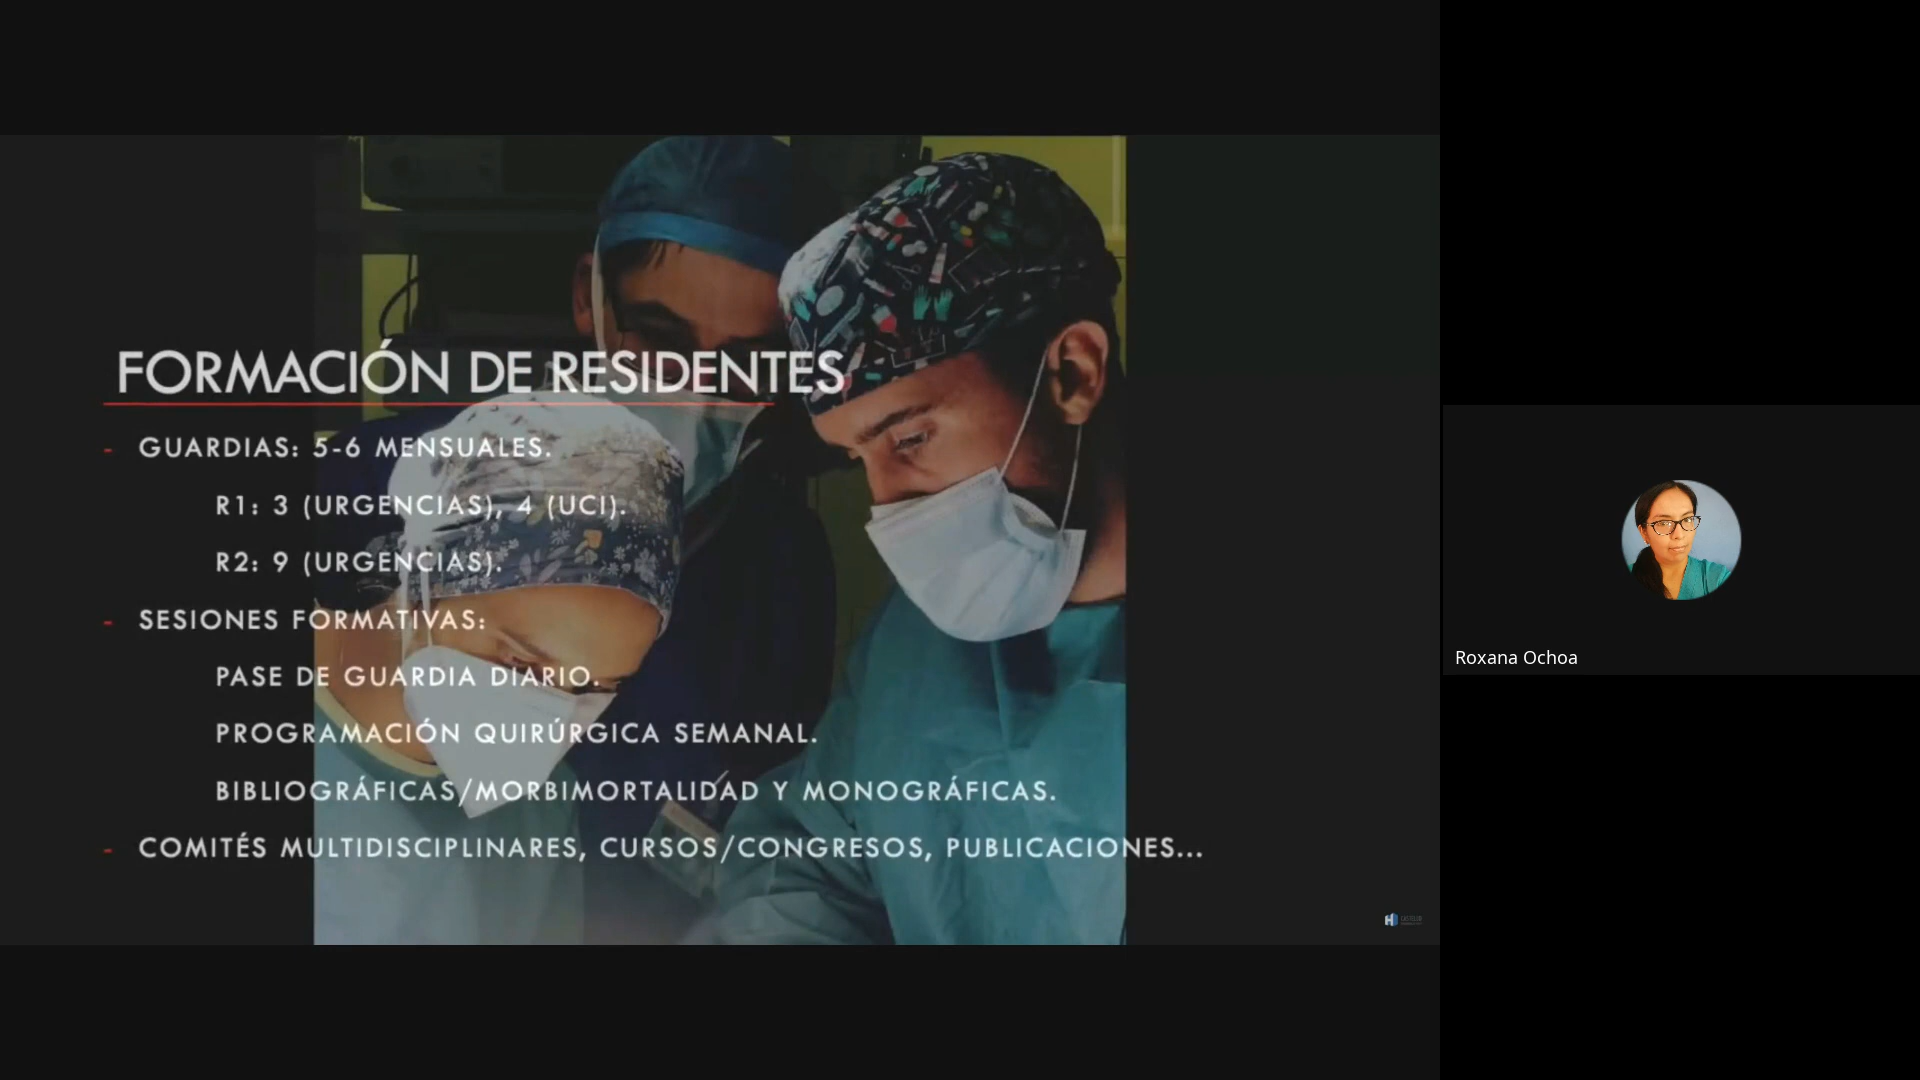 FORMACIÓN DE RESIDENTES
- GUARDIAS: 5-6 MENSUALES.
R1: 3 (URGENCIAS), 4 (UCI).
R2: 9 (URGENCIAS).
- SESIONES FORMATIVAS:
PASE DE GUARDIA DIARIO.
PROGRAMACIÓN QUIRÚRGICA SEMANAL.
BIBLIOGRÁFICAS/MORBIMORTALIDAD Y MONOGRÁFICAS.
- COMITÉS MULTIDISCIPLINARES, CURSOS/CONGRESOS, PUBLICACIONES...
Roxana Ochoa